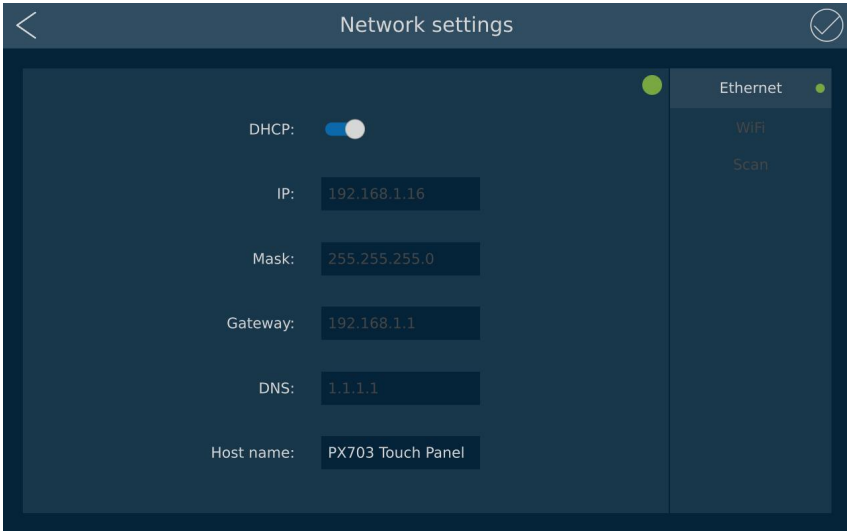 Network settings
Ethernet
WiFi
Scan
DHCP:
IP: 192.168.1.16
Mask: 255.255.255.0
Gateway: 192.168.1.1
DNS: 1.1.1.1
Host name: PX703 Touch Panel